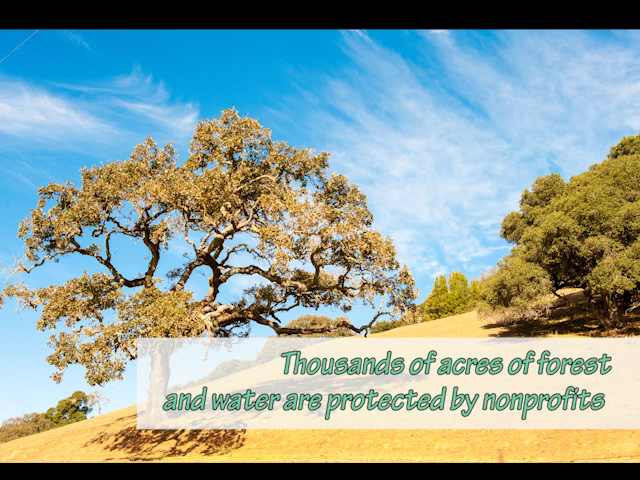 Thousands of acres of forest
and water are protected by nonprofits